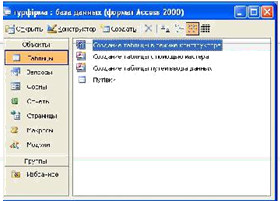 турфирма : база данных (формат Access 2000)
Открыть Конструктор Создать
Объекты
Таблицы
Запросы
Формы
Отчеты
Страницы
Макросы
Модули
Группы
Избранное
Создание таблицы в режиме конструктора
Создание таблицы с помощью мастера
Создание таблицы путем ввода данных
Путевки